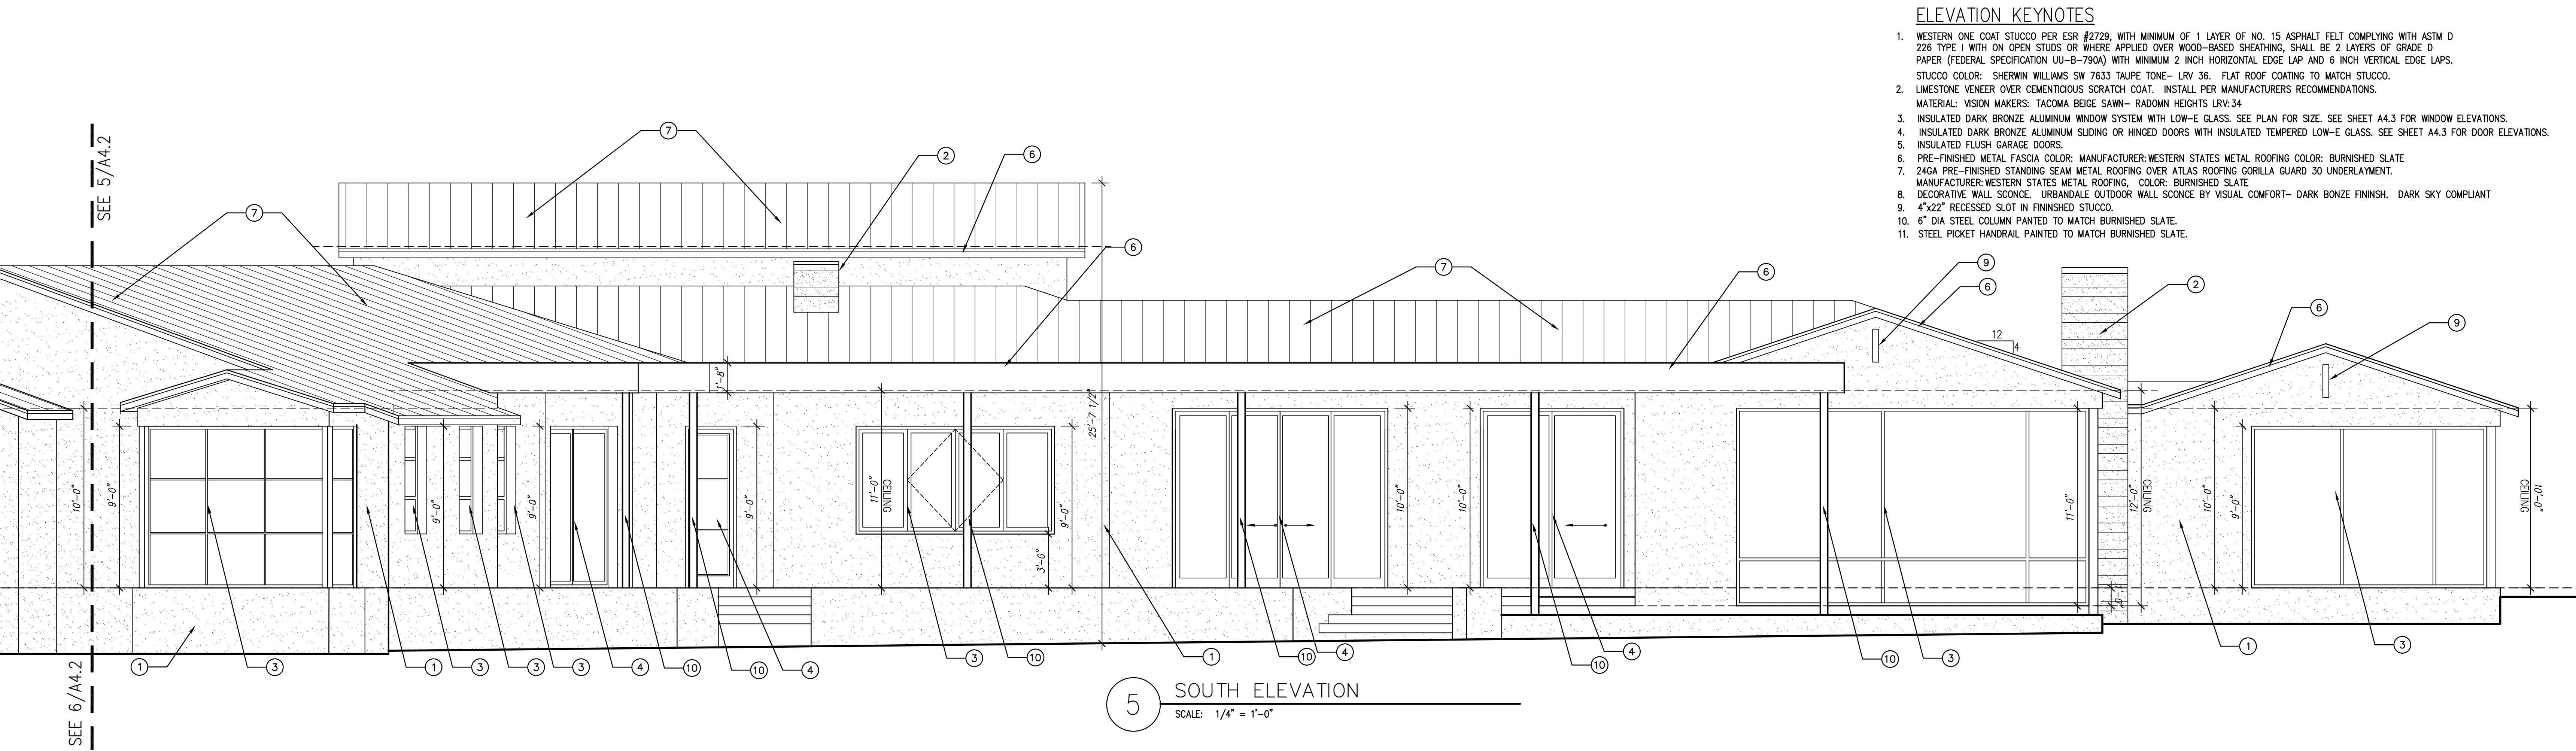 ELEVATION KEYNOTES
1. WESTERN ONE COAT STUCCO PER ESR #2729, WITH MINIMUM OF 1 LAYER OF NO. 15 ASPHALT FELT COMPLYING WITH ASTM D
226 TYPE I WITH ON OPEN STUDS OR WHERE APPLIED OVER WOOD-BASED SHEATHING, SHALL BE 2 LAYERS OF GRADE D
PAPER (FEDERAL SPECIFICATION UU-B-790A) WITH MINIMUM 2 INCH HORIZONTAL EDGE LAP AND 6 INCH VERTICAL EDGE LAPS.
STUCCO COLOR: SHERWIN WILLIAMS SW 7633 TAUPE TONE- LRV 36. FLAT ROOF COATING TO MATCH STUCCO.
2. LIMESTONE VENEER OVER CEMENTICIOUS SCRATCH COAT. INSTALL PER MANUFACTURERS RECOMMENDATIONS.
MATERIAL: VISION MAKERS: TACOMA BEIGE SAWN- RADOMN HEIGHTS LRV: 34
3. INSULATED DARK BRONZE ALUMINUM WINDOW SYSTEM WITH LOW-E GLASS. SEE PLAN FOR SIZE. SEE SHEET A4.3 FOR WINDOW ELEVATIONS.
4. INSULATED DARK BRONZE ALUMINUM SLIDING OR HINGED DOORS WITH INSULATED TEMPERED LOW-E GLASS. SEE SHEET A4.3 FOR DOOR ELEVATIONS.
5. INSULATED FLUSH GARAGE DOORS.
6. PRE-FINISHED METAL FASCIA COLOR: MANUFACTURER: WESTERN STATES METAL ROOFING COLOR: BURNISHED SLATE
7. 24GA PRE-FINISHED STANDING SEAM METAL ROOFING OVER ATLAS ROOFING GORILLA GUARD 30 UNDERLAYMENT.
MANUFACTURER: WESTERN STATES METAL ROOFING, COLOR: BURNISHED SLATE
8. DECORATIVE WALL SCONCE. URBANDALE OUTDOOR WALL SCONCE BY VISUAL COMFORT- DARK BONZE FININSH. DARK SKY COMPLIANT
9. 4"x22" RECESSED SLOT IN FININSHED STUCCO.
10. 6" DIA STEEL COLUMN PANTED TO MATCH BURNISHED SLATE.
11. STEEL PICKET HANDRAIL PAINTED TO MATCH BURNISHED SLATE.
SEE 5/A4.2
7
2
6
7
6
7
6
9
6
2
6
9
12
4
1'-8"
25'-7 1/2"
10'-0"
9'-0"
9'-0"
9'-0"
9'-0"
11'-0"
CEILING
9'-0"
3'-0"
10'-0"
10'-0"
11'-0"
12'-0"
CEILING
10'-0"
9'-0"
10'-0"
CEILING
1
3
1
3
3
3
4
10
10
4
3
10
1
10
4
10
4
10
3
1
3
SEE 6/A4.2
5
SOUTH ELEVATION
SCALE: 1/4" = 1'-0"